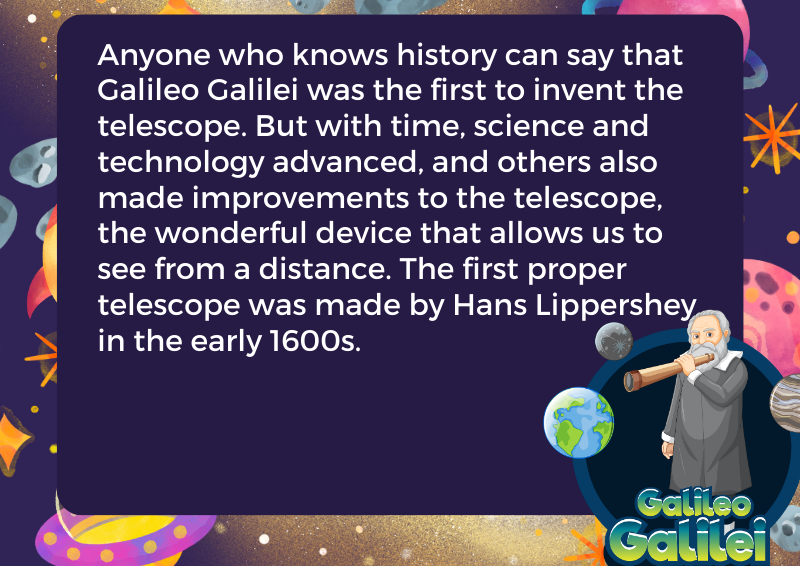 Anyone who knows history can say that
Galileo Galilei was the first to invent the
telescope. But with time, science and
technology advanced, and others also
made improvements to the telescope,
the wonderful device that allows us to
see from a distance. The first proper
telescope was made by Hans Lippershey
in the early 1600s.
Galileo
Galilei